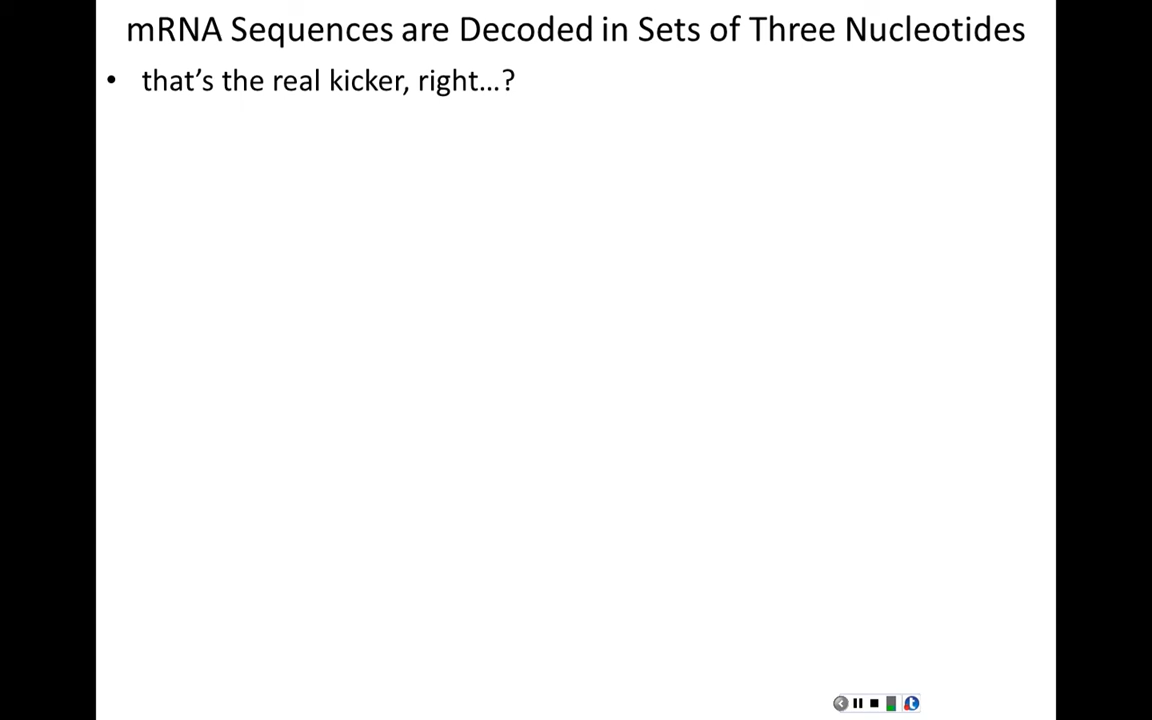 mRNA Sequences are Decoded in Sets of Three Nucleotides
• that’s the real kicker, right…?